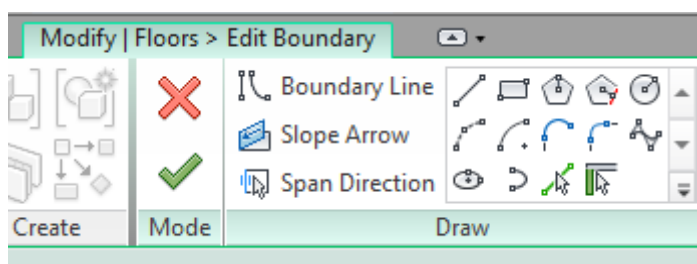 Modify | Floors > Edit Boundary
Boundary Line
Slope Arrow
Span Direction
Create Mode Draw